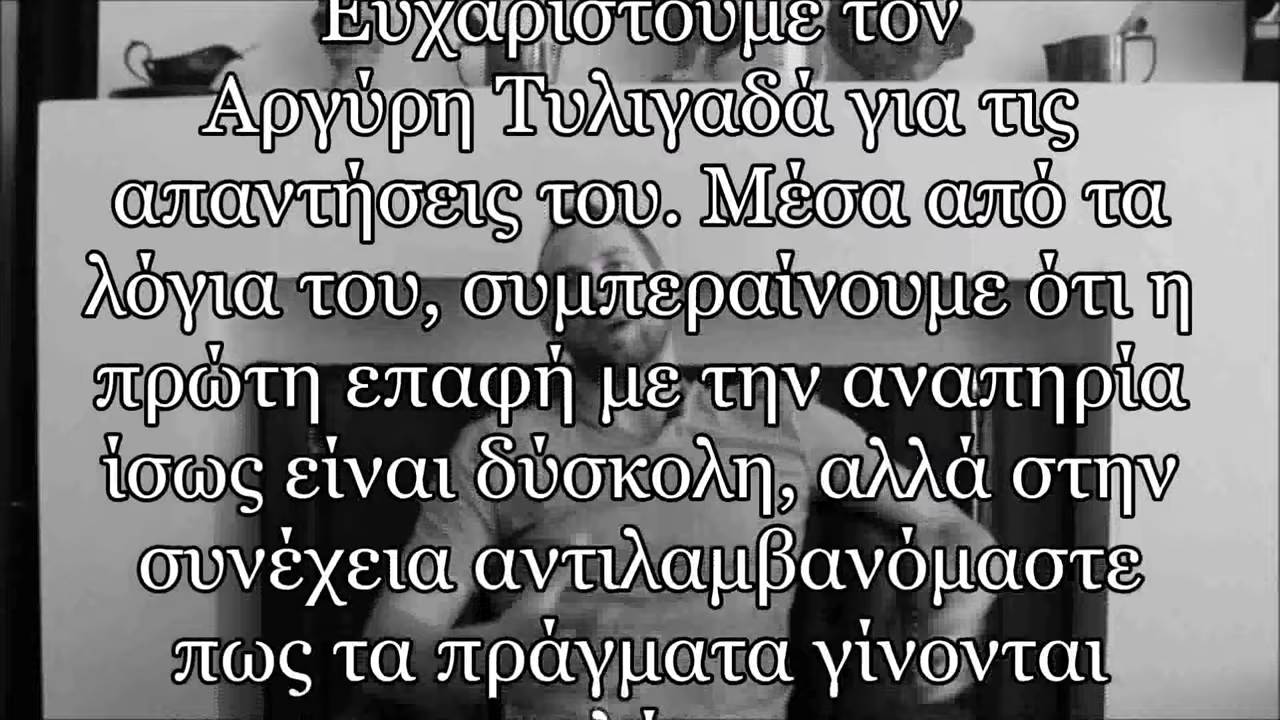 Ευχαριστούμε τον
Αργύρη Τυλιγαδά για τις
απαντήσεις του. Μέσα από τα
λόγια του, συμπεραίνουμε ότι η
πρώτη επαφή με την αναπηρία
ίσως είναι δύσκολη, αλλά στην
συνέχεια αντιλαμβανόμαστε
πως τα πράγματα γίνονται